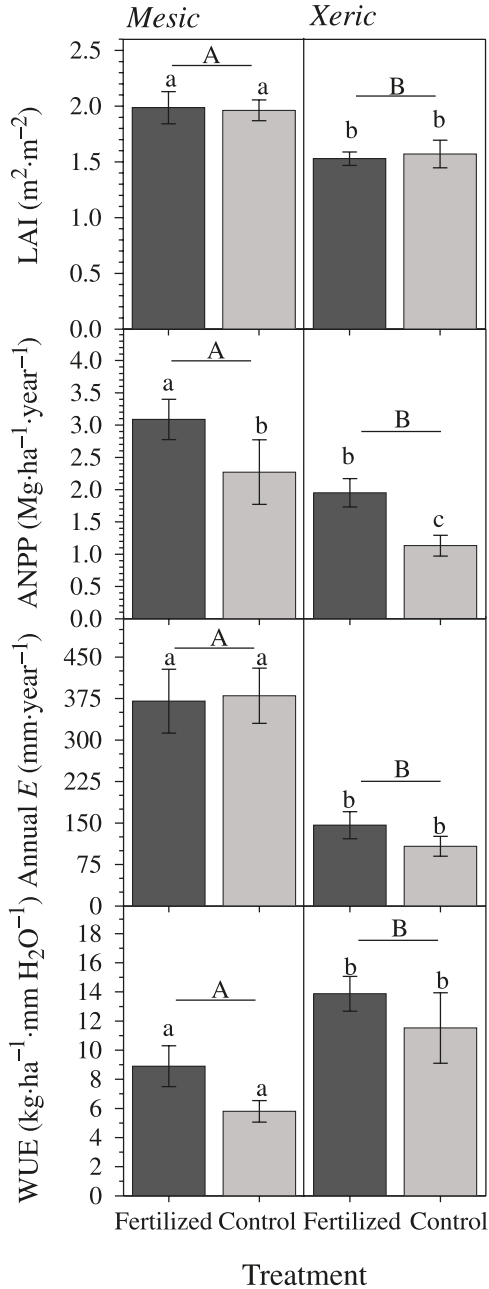 Mesic Xeric
LAI (m²·m⁻²)
2.5
2.0
1.5
1.0
0.5
0.0
A
a a
B
b b
ANPP (Mg·ha⁻¹·year⁻¹)
4.0
3.5
3.0
2.5
2.0
1.5
1.0
0.5
0.0
A
a b
B
b c
Annual E (mm·year⁻¹)
450
375
300
225
150
75
0
A
a a
B
b b
WUE (kg·ha⁻¹·mm H₂O⁻¹)
18
16
14
12
10
8
6
4
2
0
A
a a
B
b b
Fertilized Control Fertilized Control
Treatment